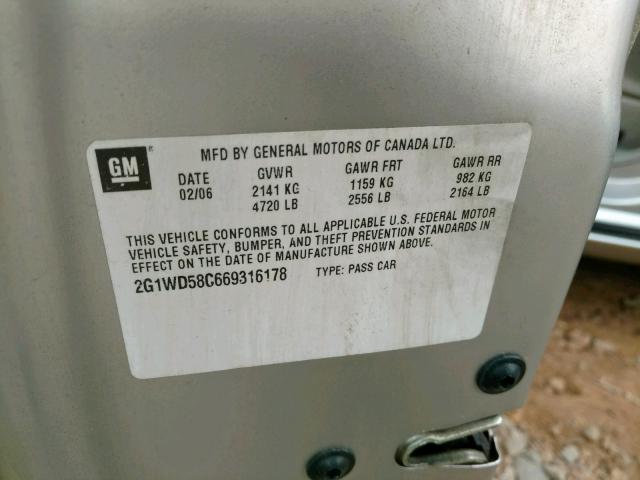 GM
MFD BY GENERAL MOTORS OF CANADA LTD.
DATE GVWR GAWR FRT GAWR RR
02/06 2141 KG 1159 KG 982 KG
4720 LB 2556 LB 2164 LB
THIS VEHICLE CONFORMS TO ALL APPLICABLE U.S. FEDERAL MOTOR
VEHICLE SAFETY, BUMPER, AND THEFT PREVENTION STANDARDS IN
EFFECT ON THE DATE OF MANUFACTURE SHOWN ABOVE.
2G1WD58C669316178 TYPE: PASS CAR